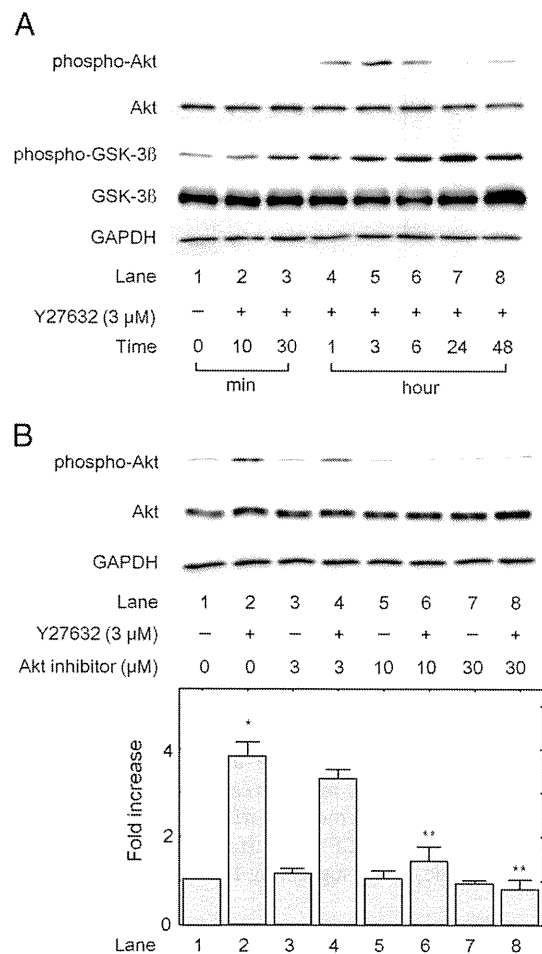 A
phospho-Akt
Akt
phospho-GSK-3ß
GSK-3ß
GAPDH
Lane 1 2 3 4 5 6 7 8
Y27632 (3 µM) – + + + + + + +
Time 0 10 30 1 3 6 24 48
min hour
B
phospho-Akt
Akt
GAPDH
Lane 1 2 3 4 5 6 7 8
Y27632 (3 µM) – + – + – + – +
Akt inhibitor (µM) 0 0 3 3 10 10 30 30
Fold increase
4
2
0
* ** **
Lane 1 2 3 4 5 6 7 8